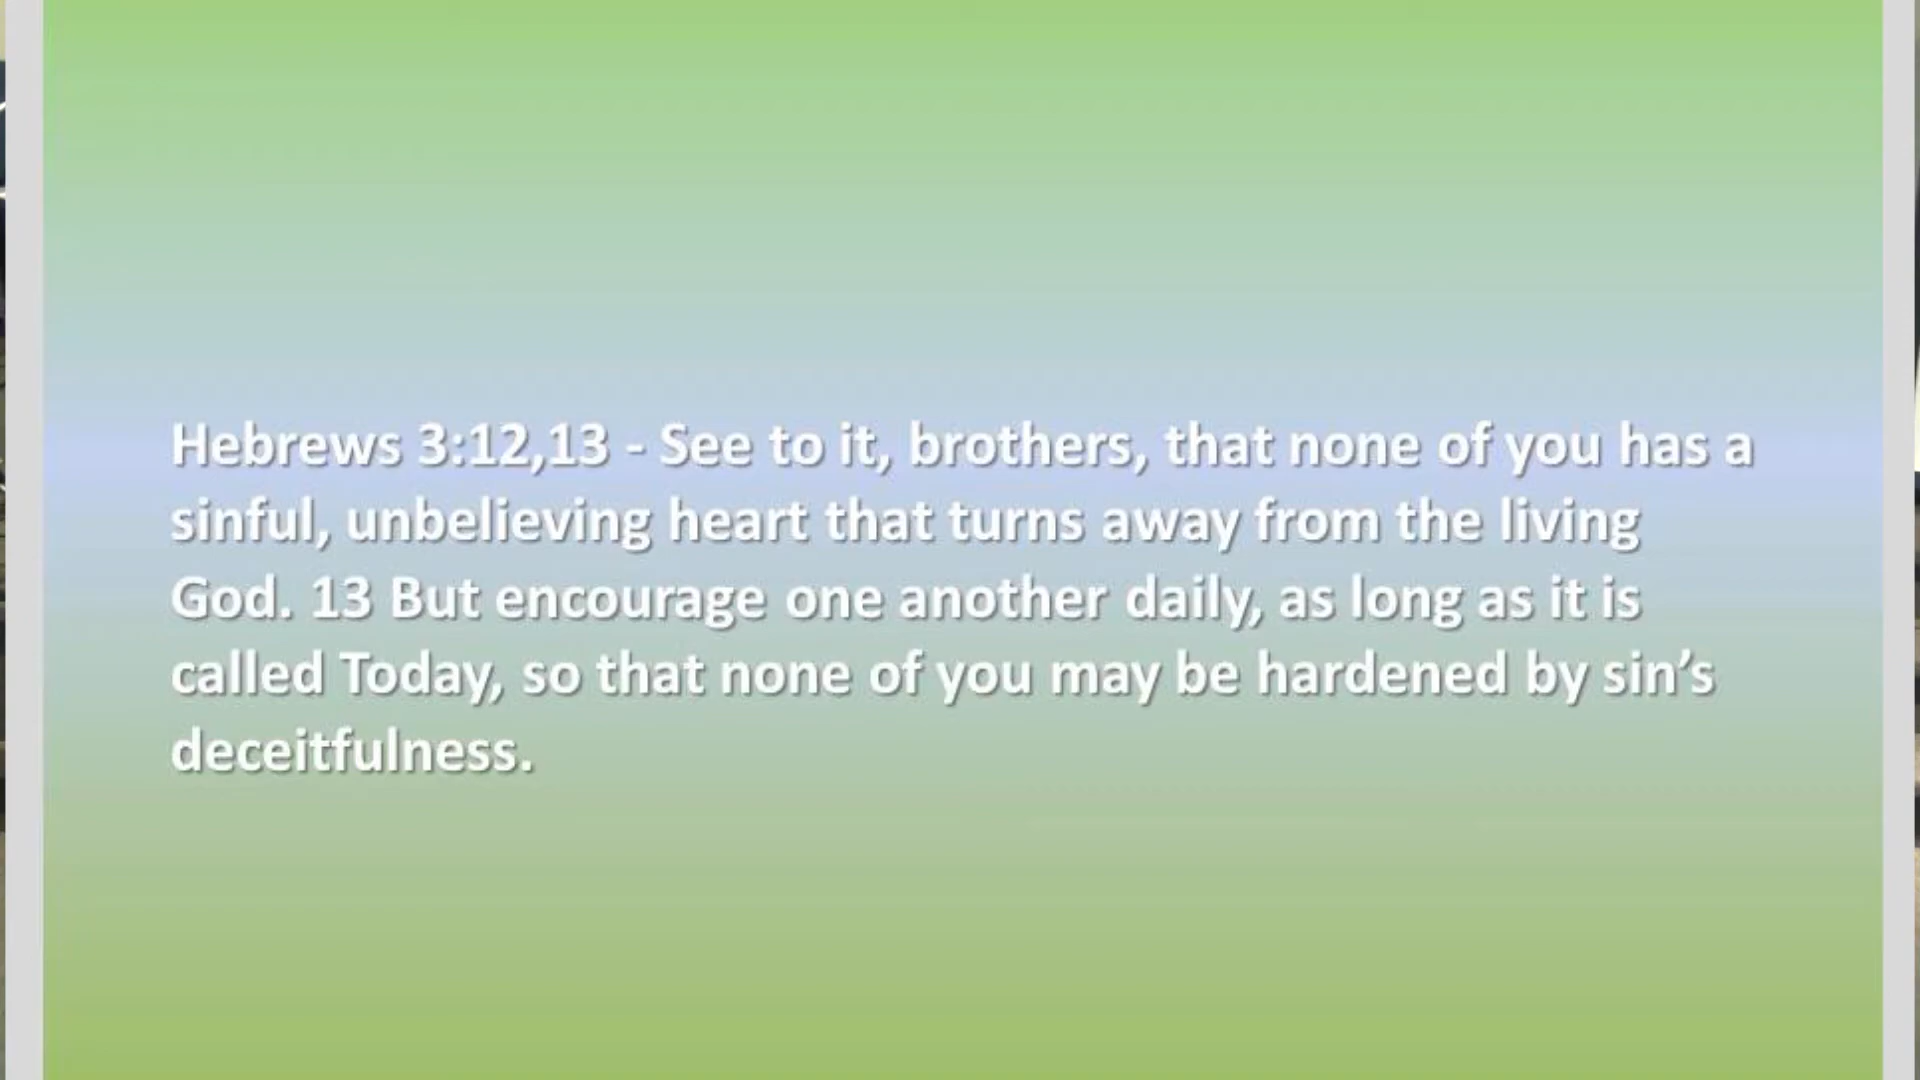 Hebrews 3:12,13 - See to it, brothers, that none of you has a
sinful, unbelieving heart that turns away from the living
God. 13 But encourage one another daily, as long as it is
called Today, so that none of you may be hardened by sin’s
deceitfulness.